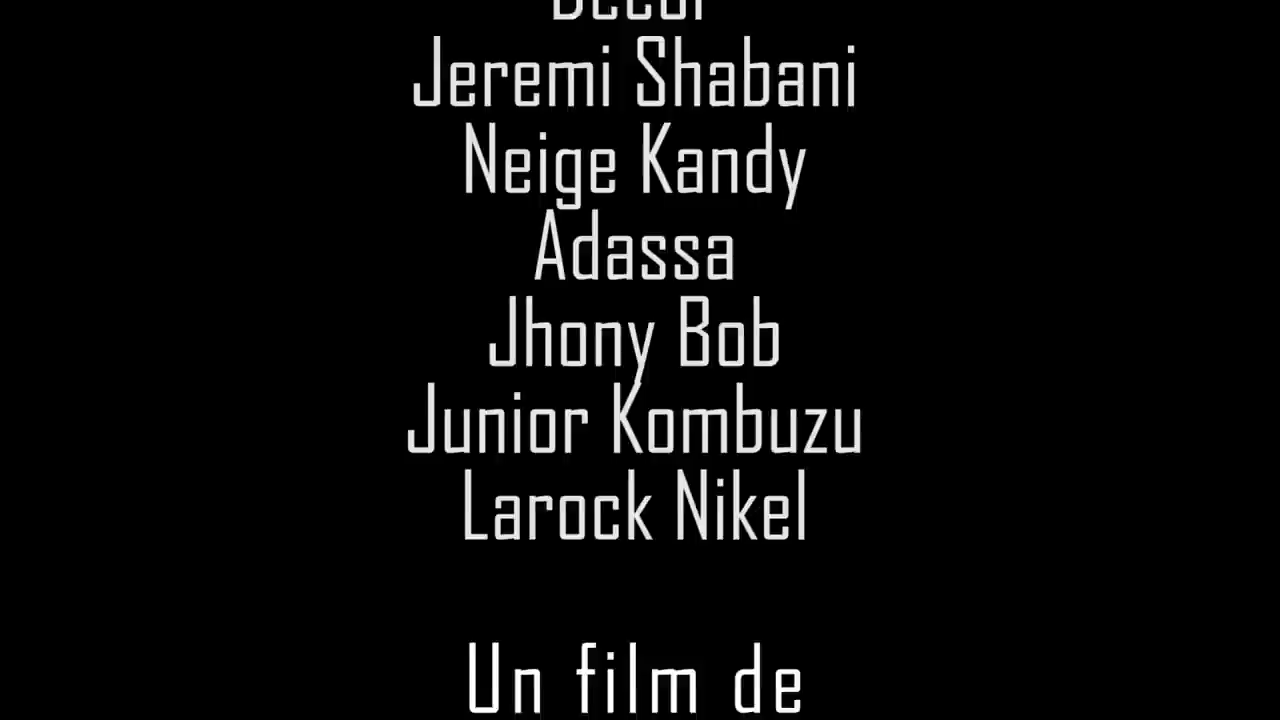 Jeremi Shabani
Neige Kandy
Adassa
Jhony Bob
Junior Kombuzu
Larock Nikel
Un film de